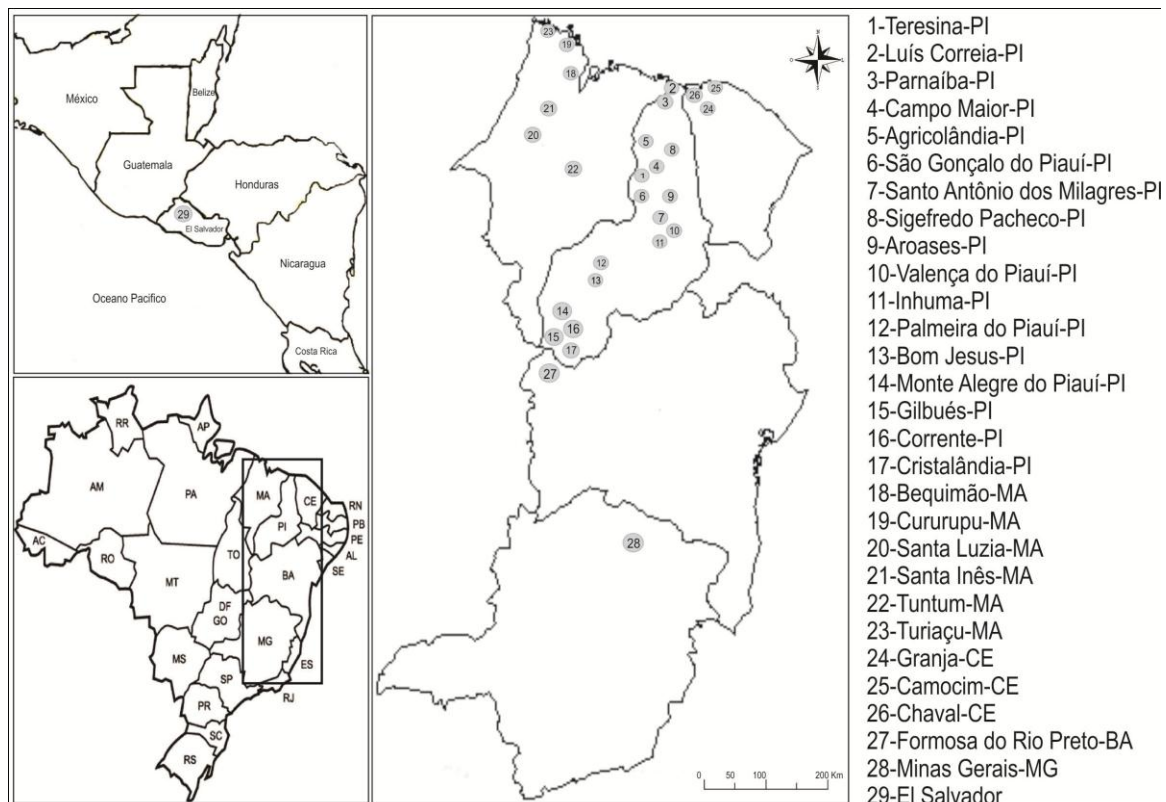 México
Belize
Guatemala
Honduras
29
El Salvador
Nicaragua
Oceano Pacifico
Costa Rica
RR
AP
AM
PA
MA
CE
RN
PB
PE
AL
SE
PI
AC
RO
TO
MT
BA
DF
GO
MG
ES
MS
SP
RJ
PR
SC
RS
23
19
18
21
20
22
2
3
26
25
24
5
8
4
1
6
9
7
10
11
12
13
14
16
15
17
27
28
N
O
L
S
0 50 100 200 Km
1-Teresina-PI
2-Luís Correia-PI
3-Parnaíba-PI
4-Campo Maior-PI
5-Agricolândia-PI
6-São Gonçalo do Piauí-PI
7-Santo Antônio dos Milagres-PI
8-Sigefredo Pacheco-PI
9-Aroases-PI
10-Valença do Piauí-PI
11-Inhuma-PI
12-Palmeira do Piauí-PI
13-Bom Jesus-PI
14-Monte Alegre do Piauí-PI
15-Gilbués-PI
16-Corrente-PI
17-Cristalândia-PI
18-Bequimão-MA
19-Cururupu-MA
20-Santa Luzia-MA
21-Santa Inês-MA
22-Tuntum-MA
23-Turiaçu-MA
24-Granja-CE
25-Camocim-CE
26-Chaval-CE
27-Formosa do Rio Preto-BA
28-Minas Gerais-MG
29-El Salvador